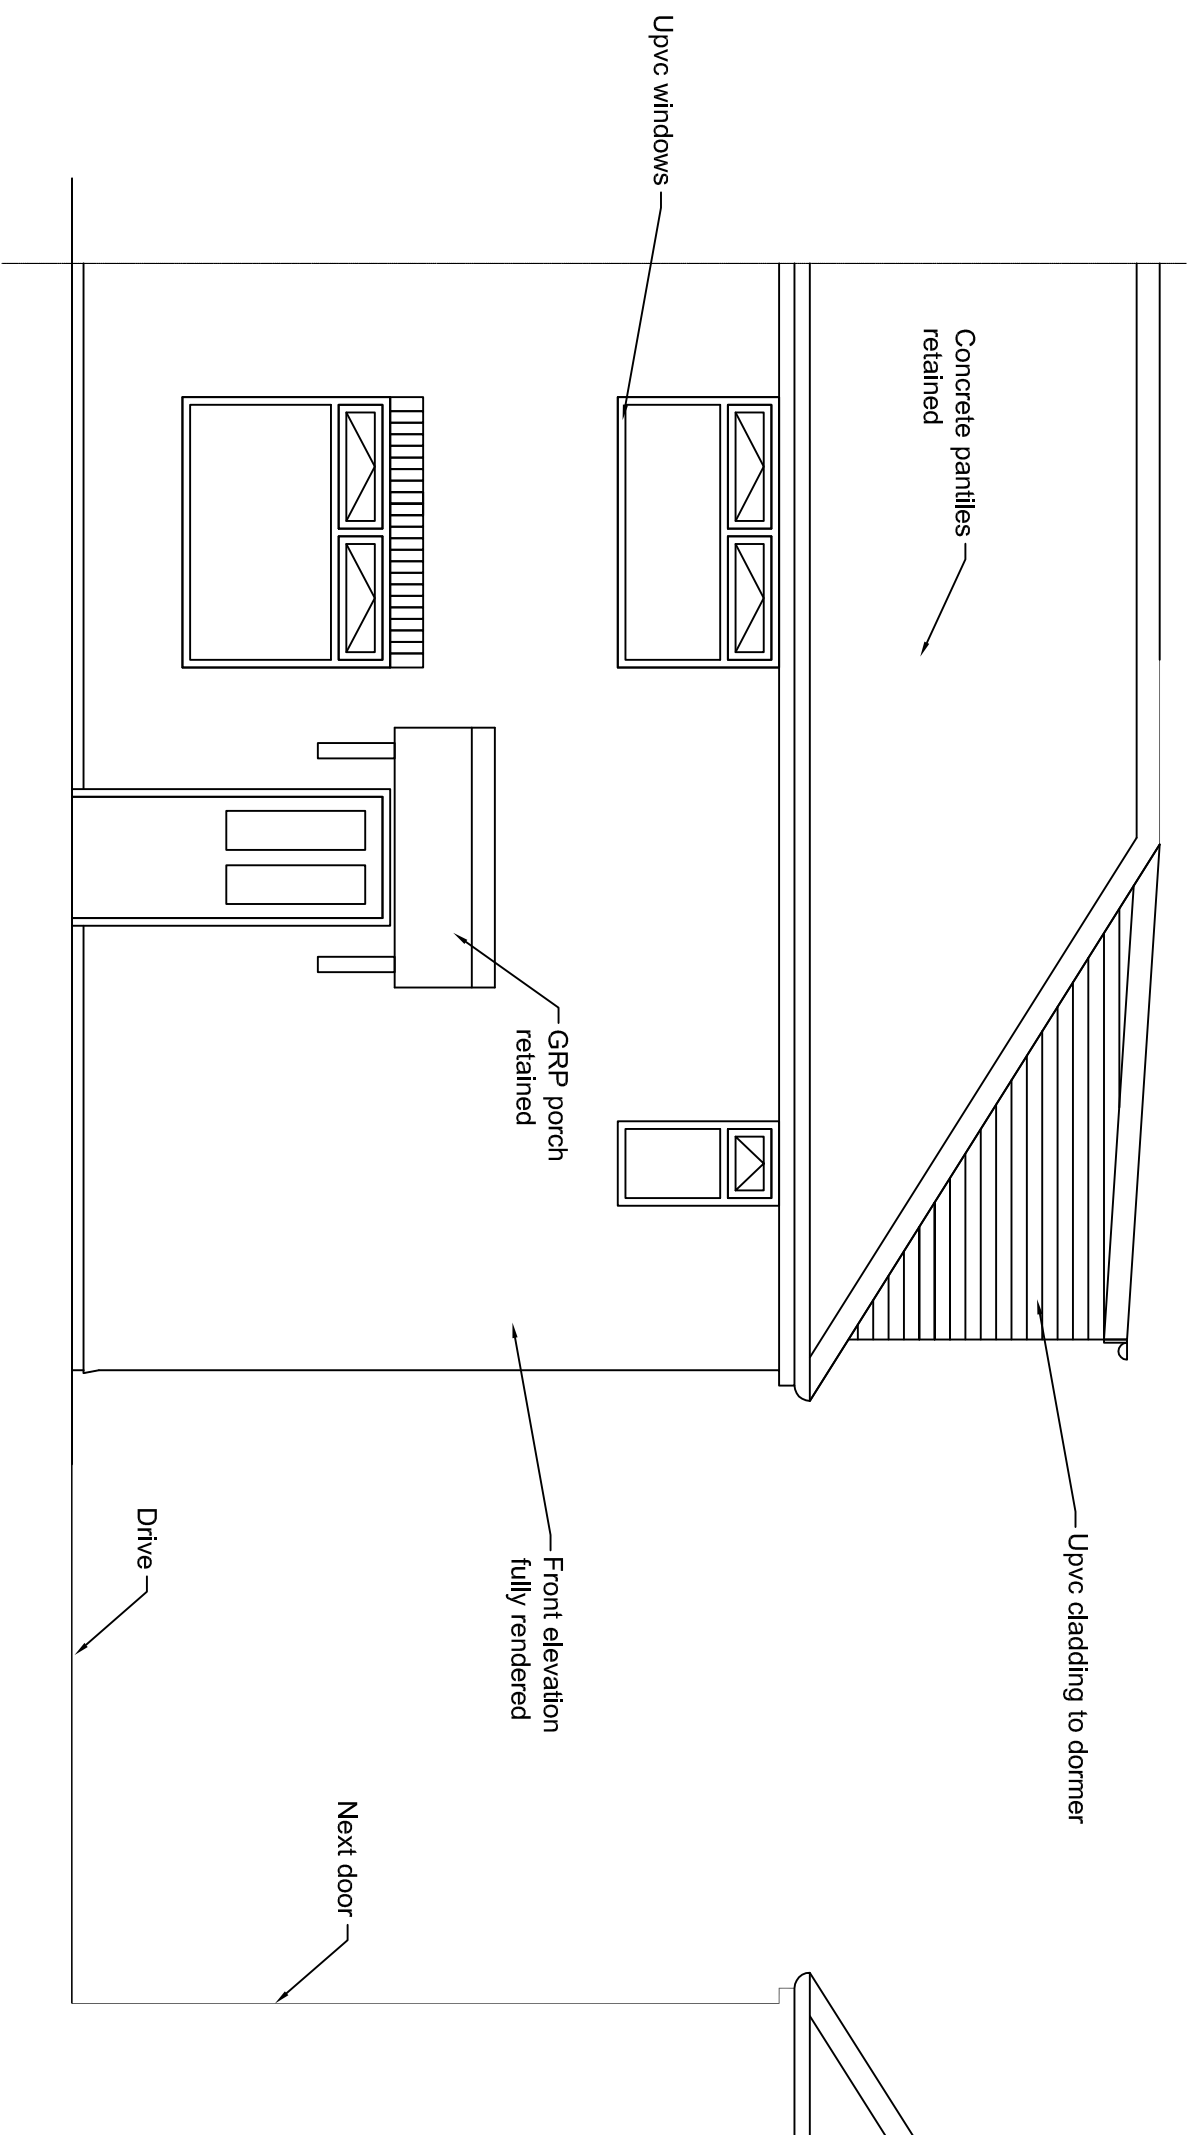 Upvc windows
Concrete pantiles
retained
Upvc cladding to dormer
GRP porch
retained
Front elevation
fully rendered
Next door
Drive